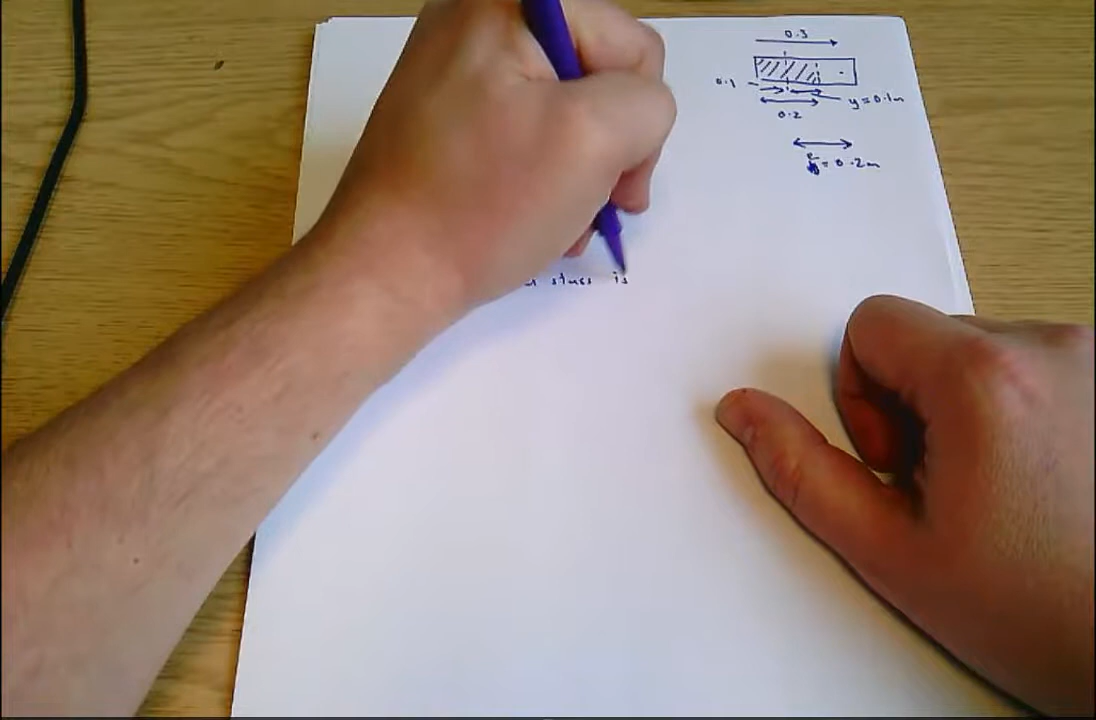 0.3
0.1
y = 0.1m
0.2
= 0.2m
stress is